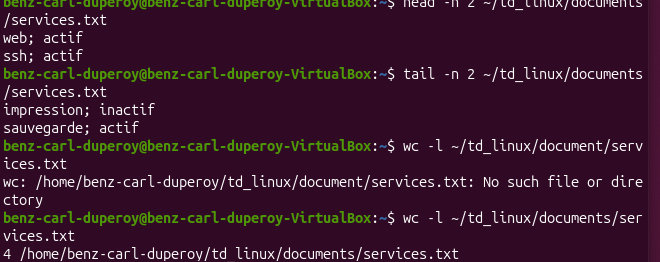 benz-carl-duperoy@benz-carl-duperoy-VirtualBox:~$ head -n 2 ~/td_linux/documents
/services.txt
web; actif
ssh; actif
benz-carl-duperoy@benz-carl-duperoy-VirtualBox:~$ tail -n 2 ~/td_linux/documents
/services.txt
impression; inactif
sauvegarde; actif
benz-carl-duperoy@benz-carl-duperoy-VirtualBox:~$ wc -l ~/td_linux/document/serv
ices.txt
wc: /home/benz-carl-duperoy/td_linux/document/services.txt: No such file or dire
ctory
benz-carl-duperoy@benz-carl-duperoy-VirtualBox:~$ wc -l ~/td_linux/documents/ser
vices.txt
4 /home/benz-carl-duperoy/td_linux/documents/services.txt